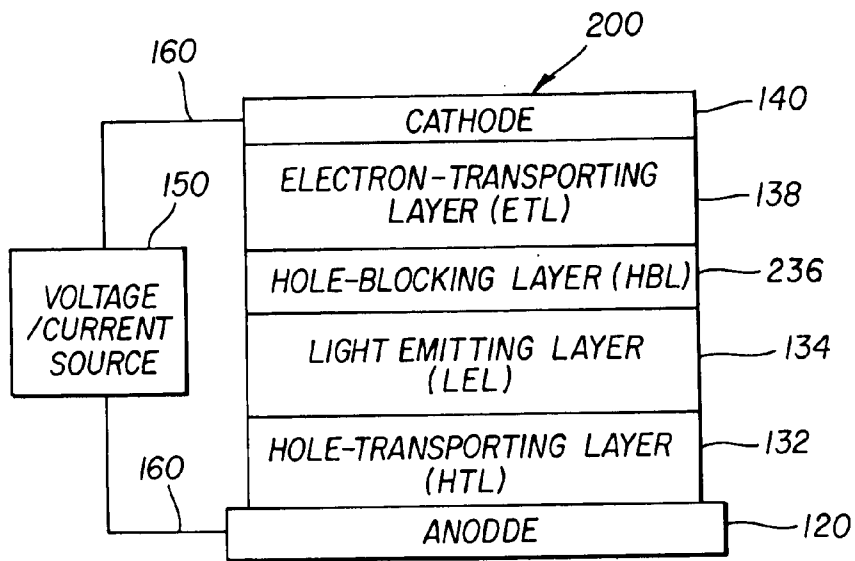 200
160
CATHODE
140
ELECTRON-TRANSPORTING
LAYER (ETL)
138
150
HOLE-BLOCKING LAYER (HBL)
236
VOLTAGE
/CURRENT
SOURCE
LIGHT EMITTING LAYER
(LEL)
134
HOLE-TRANSPORTING LAYER
(HTL)
132
160
ANODDE
120